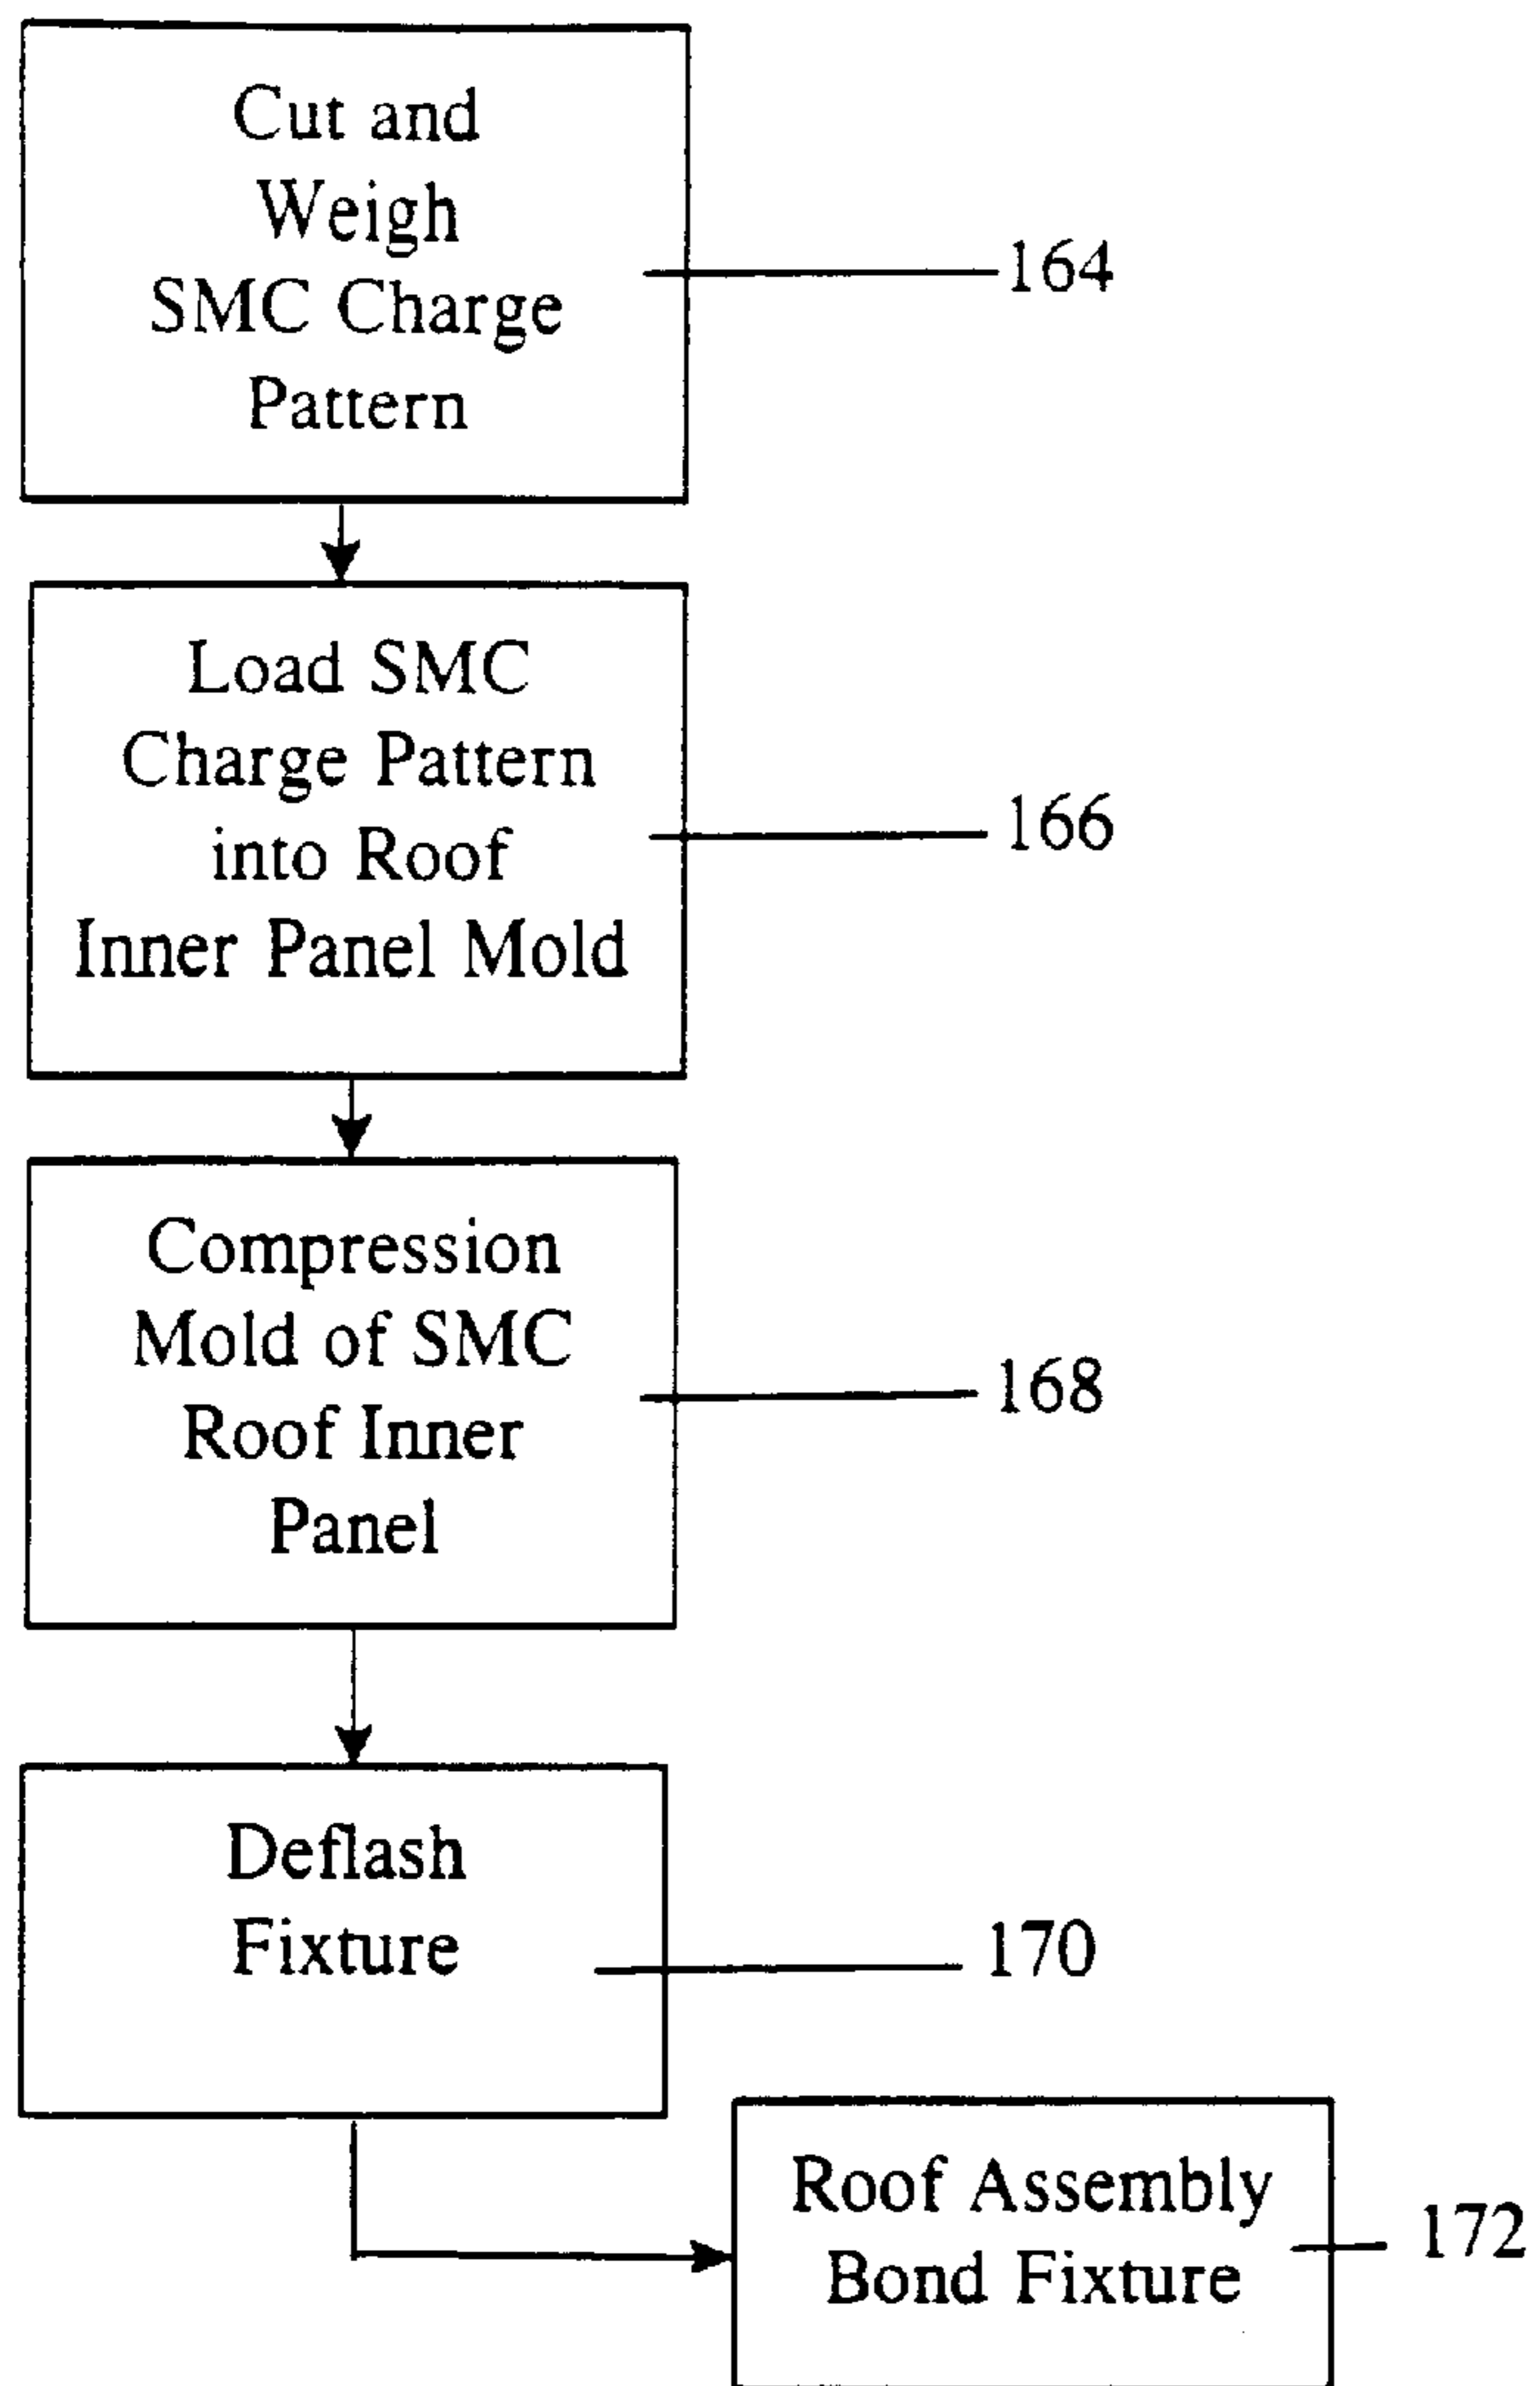 Cut and
Weigh
SMC Charge
Pattern
164
Load SMC
Charge Pattern
into Roof
Inner Panel Mold
166
Compression
Mold of SMC
Roof Inner
Panel
168
Deflash
Fixture
170
Roof Assembly
Bond Fixture
172